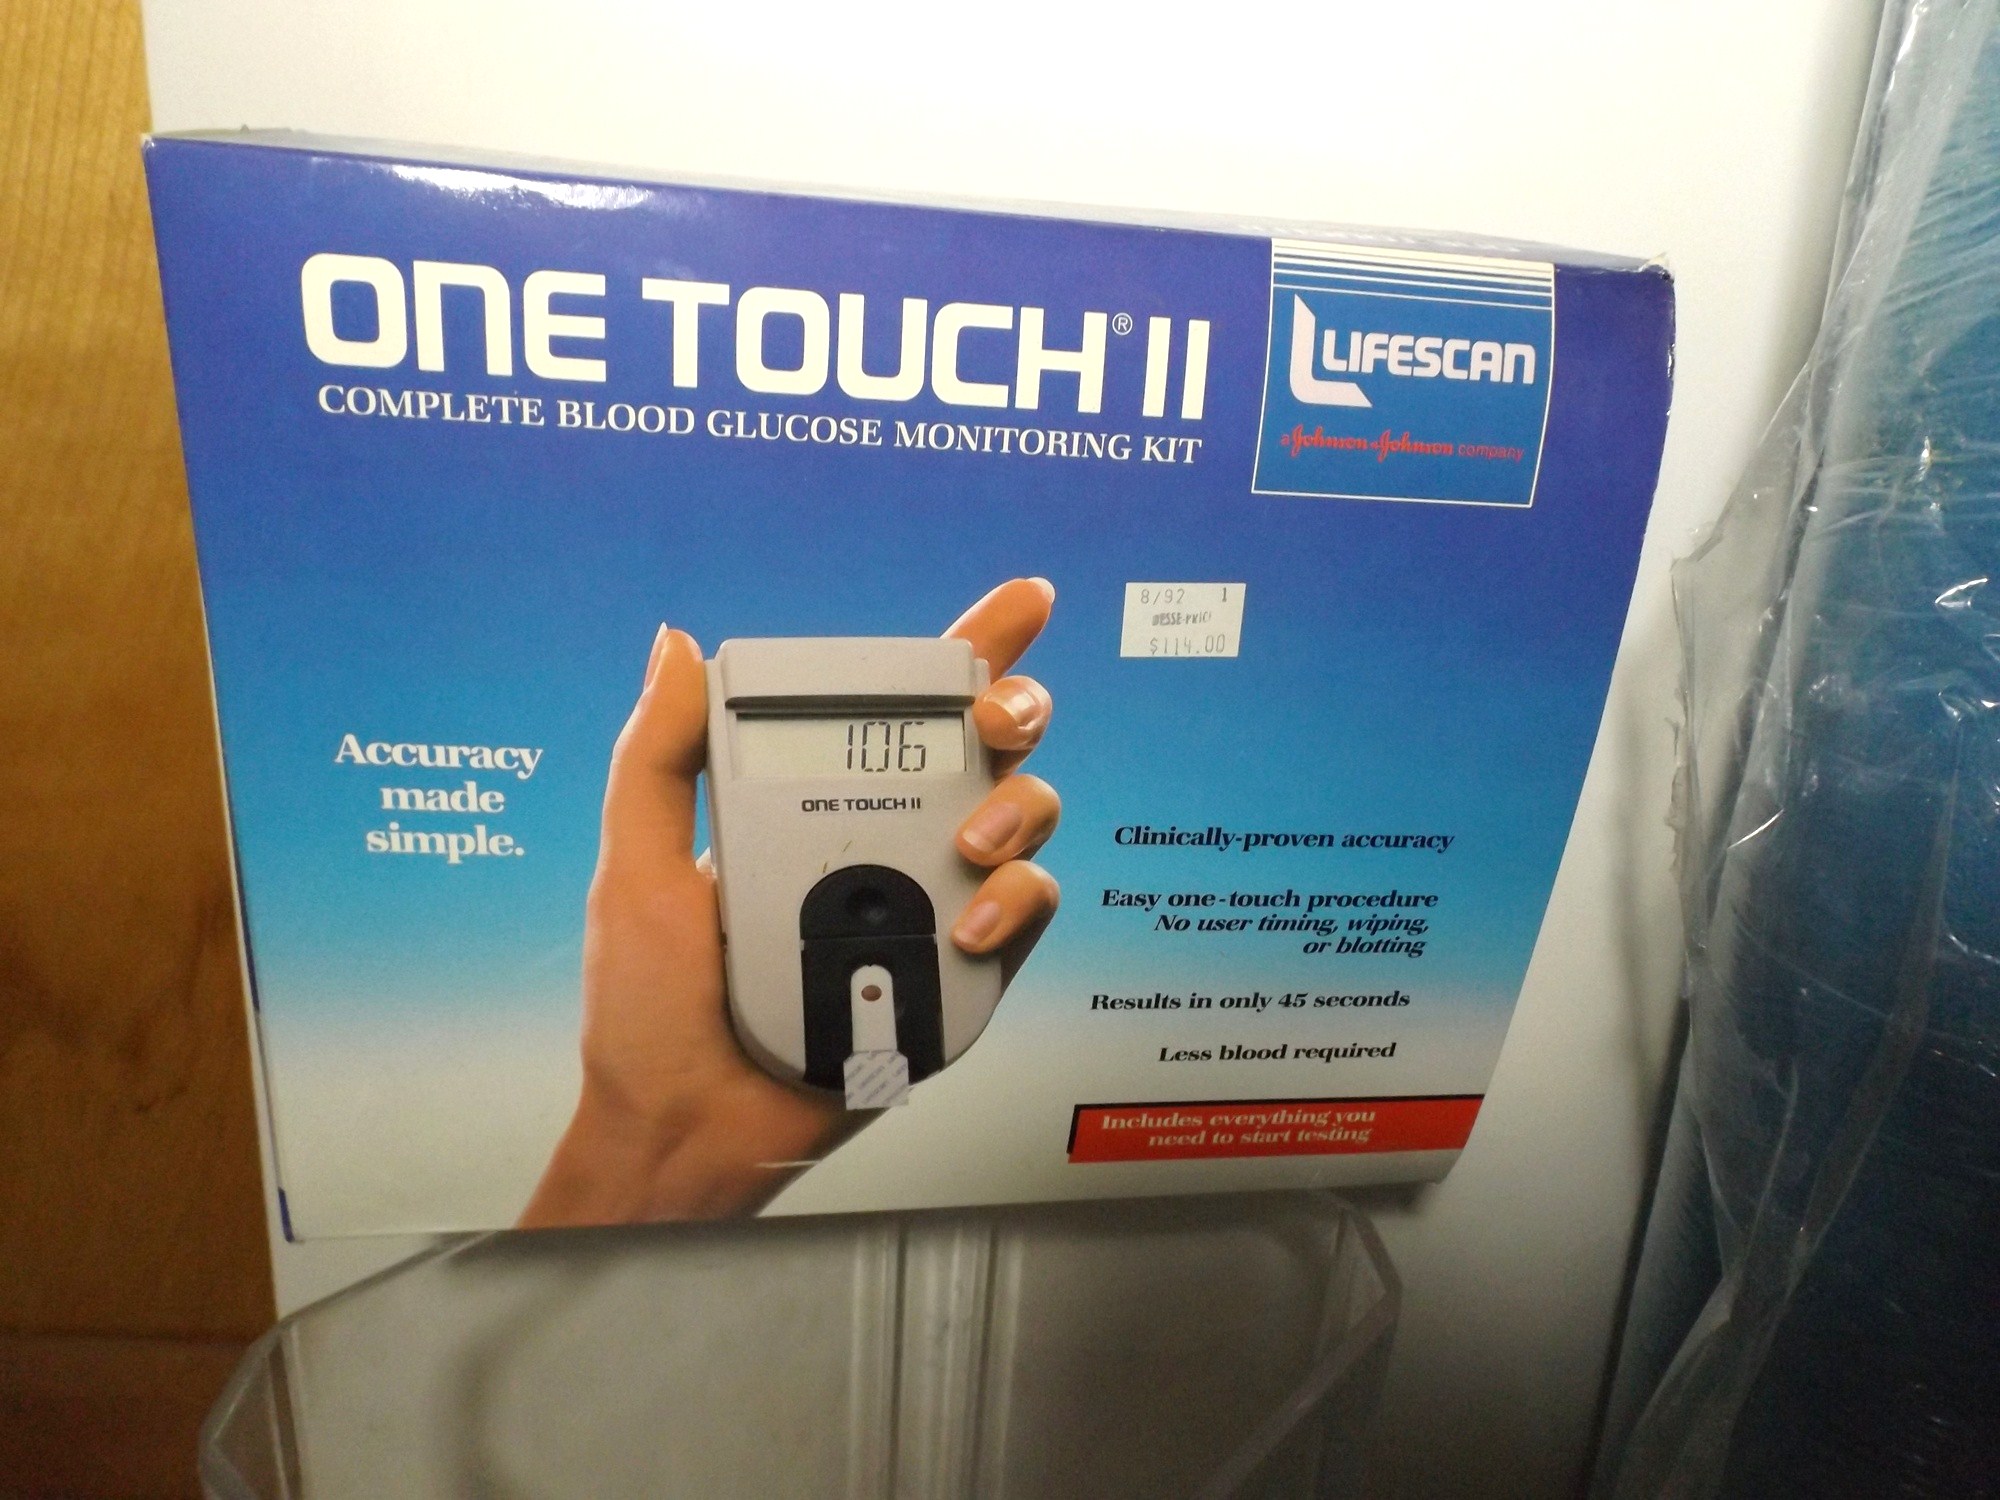 ONE TOUCH® II
COMPLETE BLOOD GLUCOSE MONITORING KIT
LIFESCAN
a Johnson & Johnson company
8/92 1
$114.00
106
ONE TOUCH II
Accuracy
made
simple.
Clinically-proven accuracy
Easy one-touch procedure
No user timing, wiping,
or blotting
Results in only 45 seconds
Less blood required
Includes everything you
need to start testing